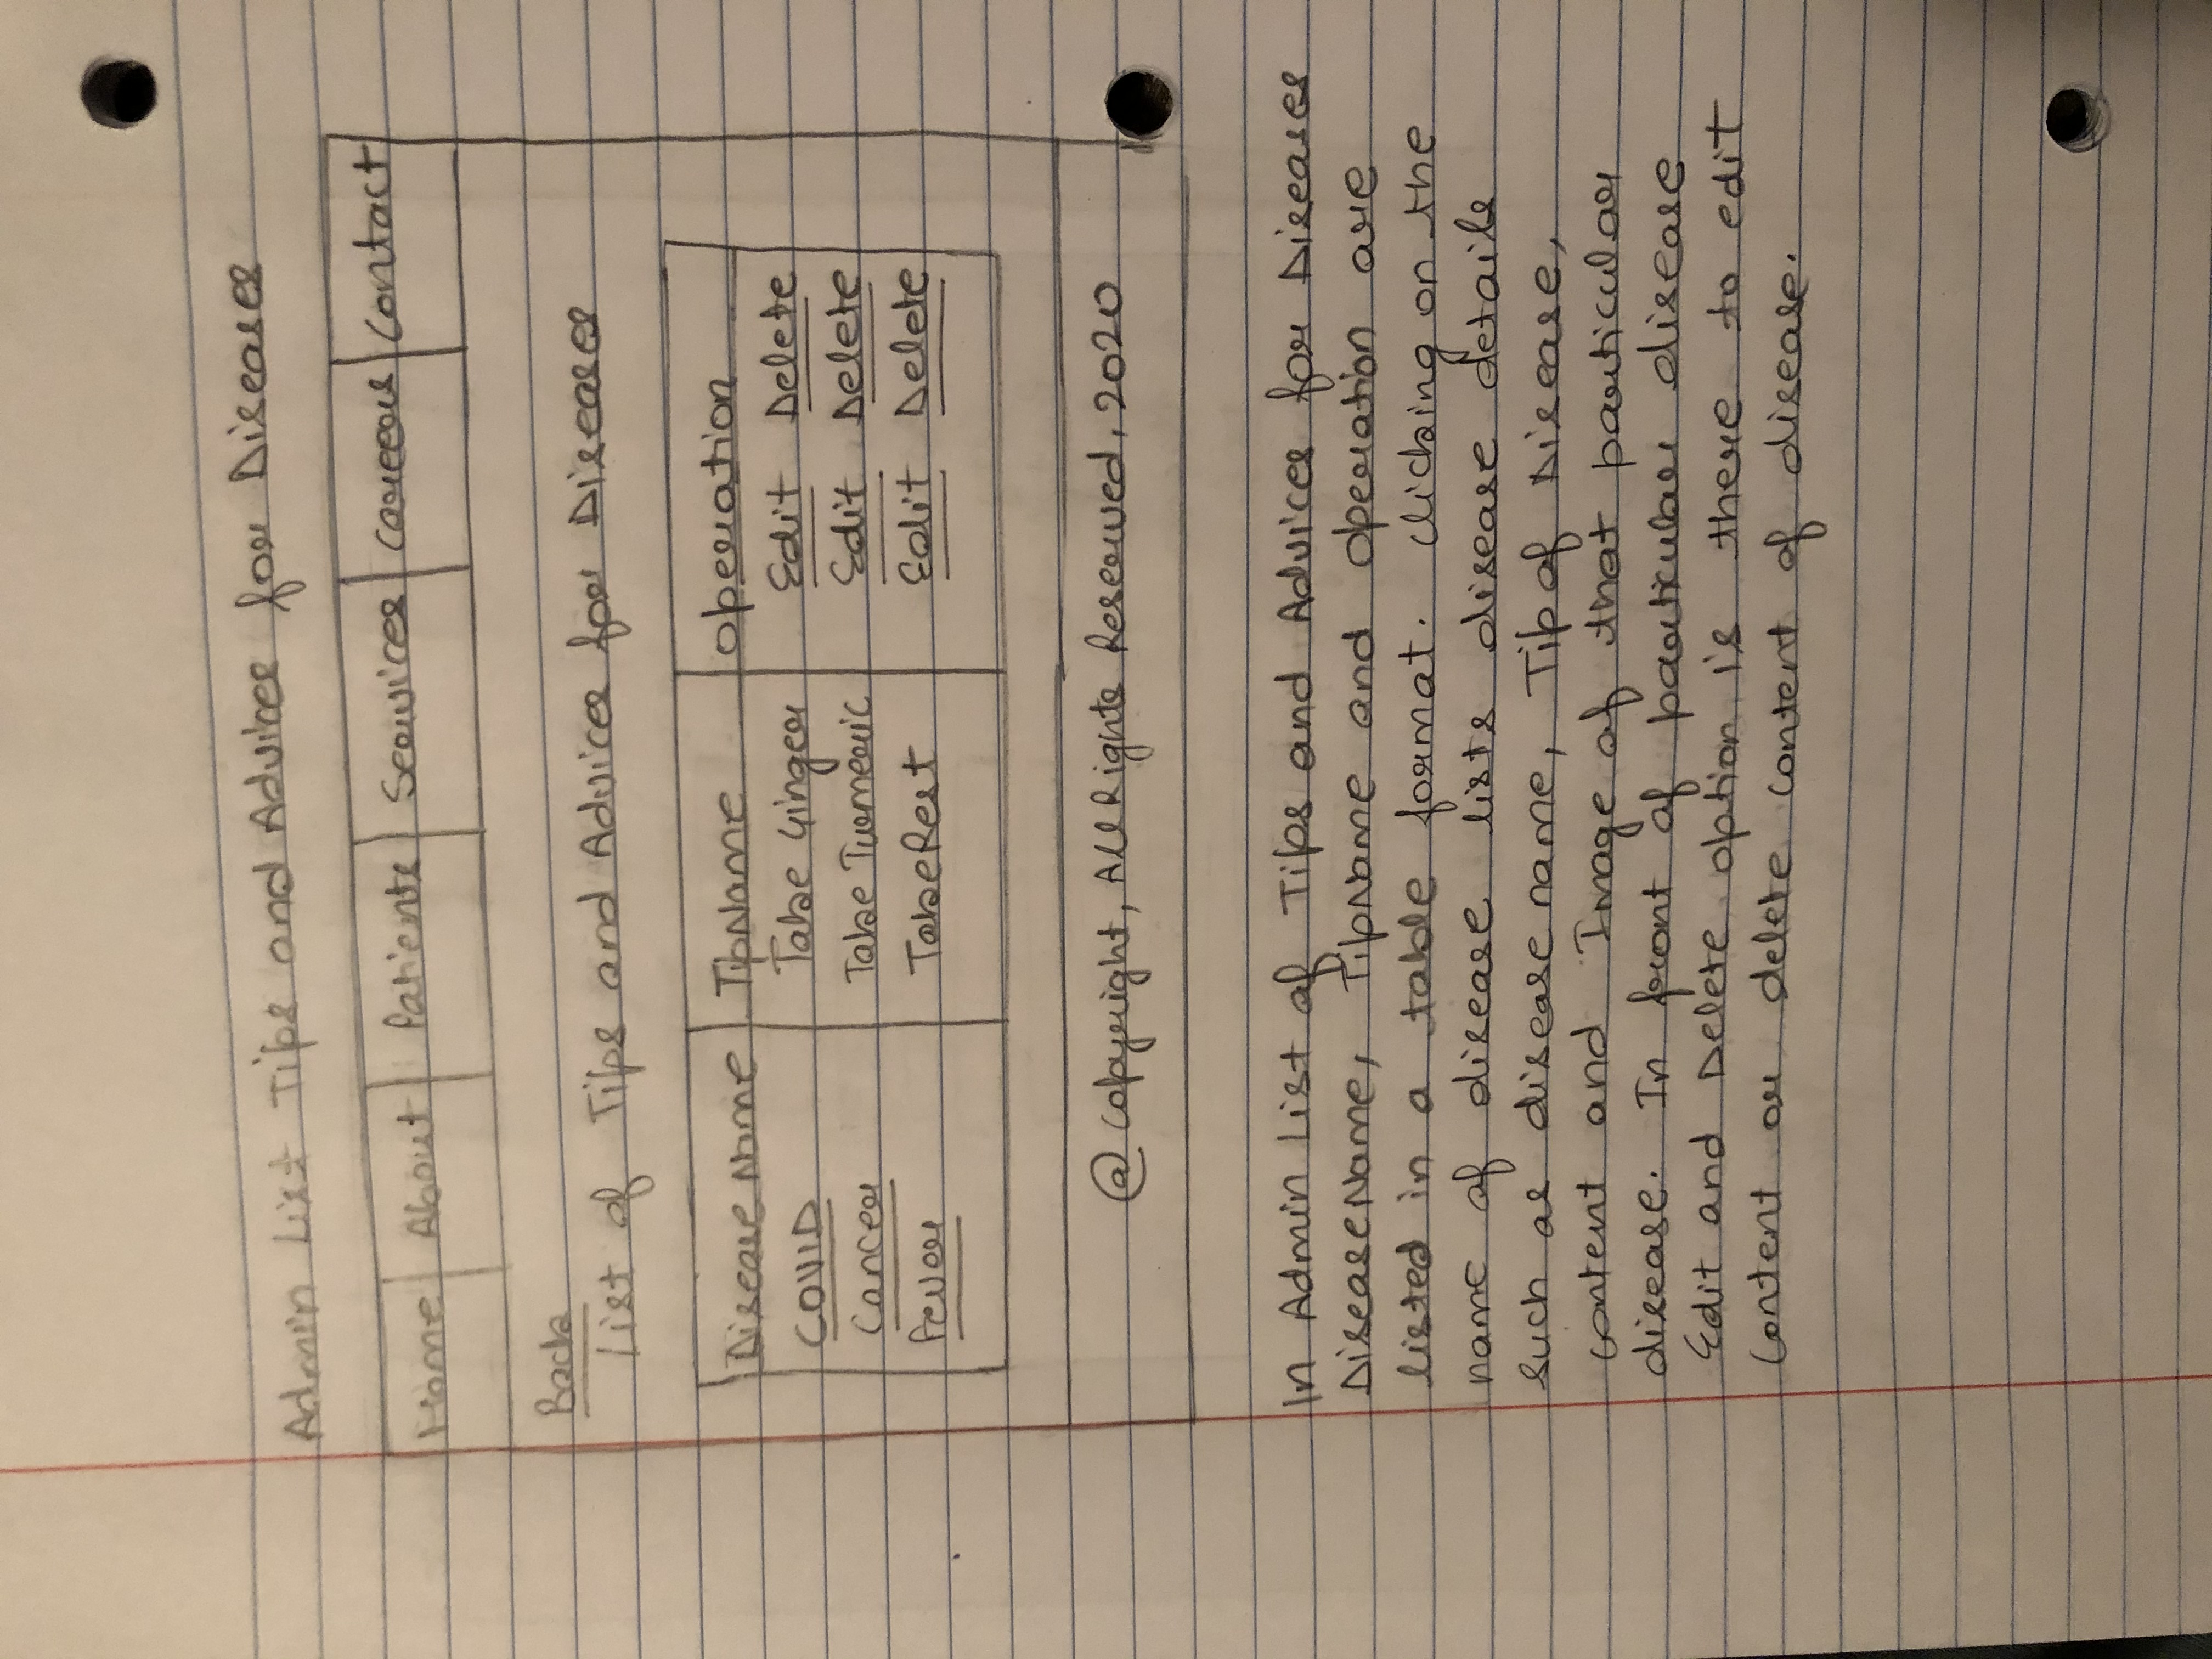 Admin List Tips and Advices for Diseases
Home About Patients Services Careers Contact
Back
List of Tips and Advices for Diseases
Disease Name TipName Operation
COVID Take Ginger Edit Delete
Cancer Take Turmeric Edit Delete
Fever Take Rest Edit Delete
@ Copyright, All Rights Reserved, 2020
In Admin List of Tips and Advices for Diseases
DiseaseName, TipName and Operation are
listed in a table format. Clicking on the
name of disease lists disease details
such as disease name, Tip of Disease,
content and Image of that particular
disease. In front of particular disease
Edit and Delete option is there to edit
content or delete content of disease.